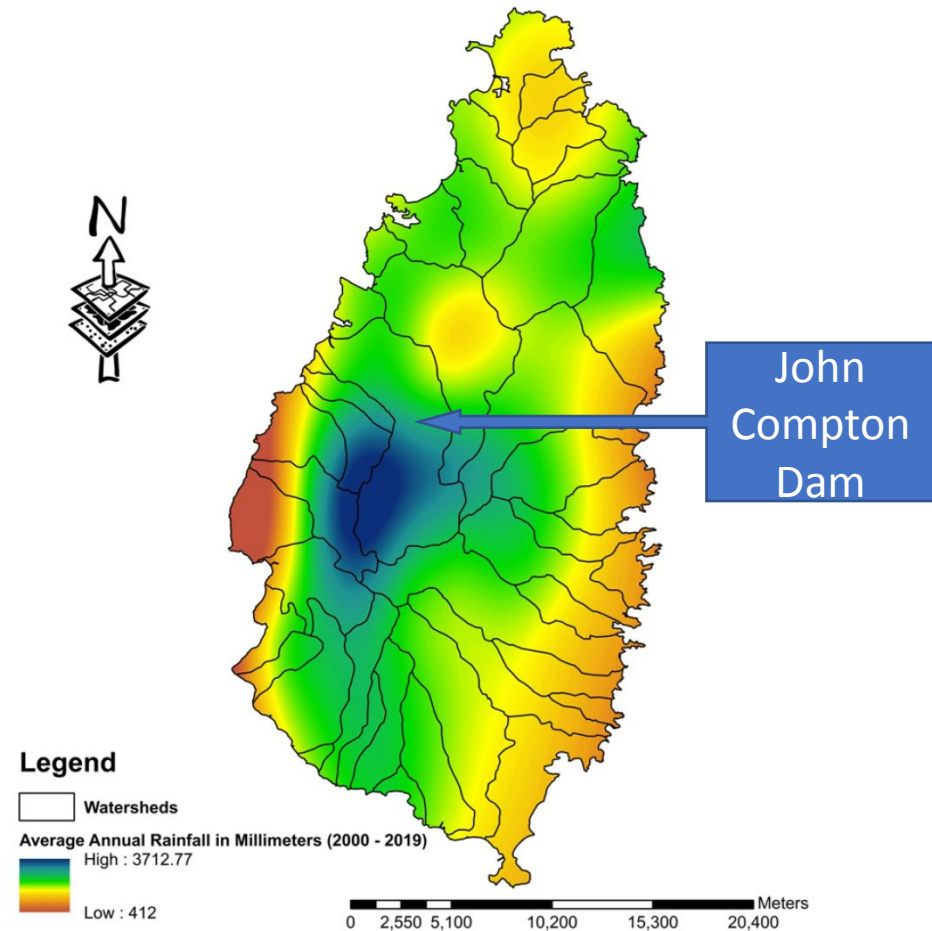 N
John
Compton
Dam
Legend
Watersheds
Average Annual Rainfall in Millimeters (2000 - 2019)
High : 3712.77
Low : 412
Meters
0 2,550 5,100 10,200 15,300 20,400